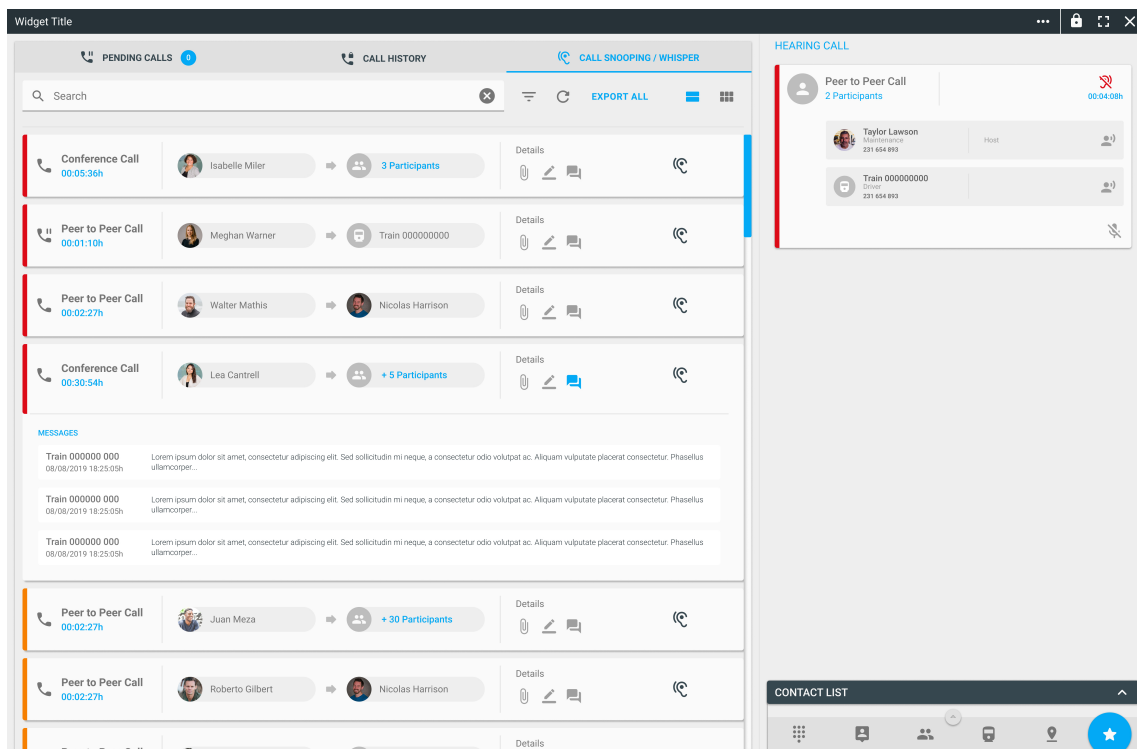 Widget Title
PENDING CALLS 0
CALL HISTORY
CALL SNOOPING / WHISPER
Search
EXPORT ALL
Conference Call
00:05:36h
Isabelle Miler
3 Participants
Details
Peer to Peer Call
00:01:10h
Meghan Warner
Train 000000000
Details
Peer to Peer Call
00:02:27h
Walter Mathis
Nicolas Harrison
Details
Conference Call
00:30:54h
Lea Cantrell
+ 5 Participants
Details
MESSAGES
Train 000000 000
08/08/2019 18:25:05h
Lorem ipsum dolor sit amet, consectetur adipiscing elit. Sed sollicitudin mi neque, a consectetur odio volutpat ac. Aliquam vulputate placerat consectetur. Phasellus
ullamcorper...
Train 000000 000
08/08/2019 18:25:05h
Lorem ipsum dolor sit amet, consectetur adipiscing elit. Sed sollicitudin mi neque, a consectetur odio volutpat ac. Aliquam vulputate placerat consectetur. Phasellus
ullamcorper...
Train 000000 000
08/08/2019 18:25:05h
Lorem ipsum dolor sit amet, consectetur adipiscing elit. Sed sollicitudin mi neque, a consectetur odio volutpat ac. Aliquam vulputate placerat consectetur. Phasellus
ullamcorper...
Peer to Peer Call
00:02:27h
Juan Meza
+ 30 Participants
Details
Peer to Peer Call
00:02:27h
Roberto Gilbert
Nicolas Harrison
Details
Details
HEARING CALL
Peer to Peer Call
2 Participants
00:04:08h
Taylor Lawson
Maintenance
231 654 893
Host
Train 000000000
Driver
231 654 893
CONTACT LIST